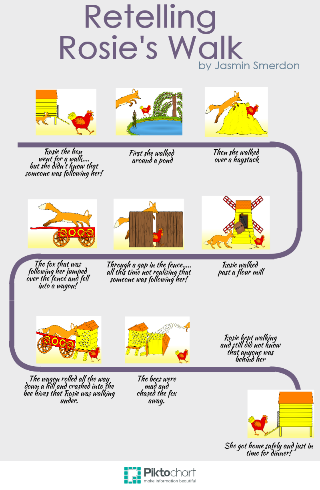 Retelling
Rosie's Walk
by Jasmin Smerdon
Rosie the hen
went for a walk....
but she didn't know that
someone was following her!
First she walked
around a pond
Then she walked
over a haystack
The fox that was
following her jumped
over the fence and fell
into a wagon!
Through a gap in the fence,....
all this time not realizing that
someone was following her!
Rosie walked
past a flour mill
The wagon rolled all the way
down a hill and crashed into the
bee hives that Rosie was walking
under.
The bees were
mad and
chased the fox
away.
Rosie kept walking
and still did not know
that anyone was
behind her
She got home safely and just in
time for dinner!
Piktochart
make information beautiful